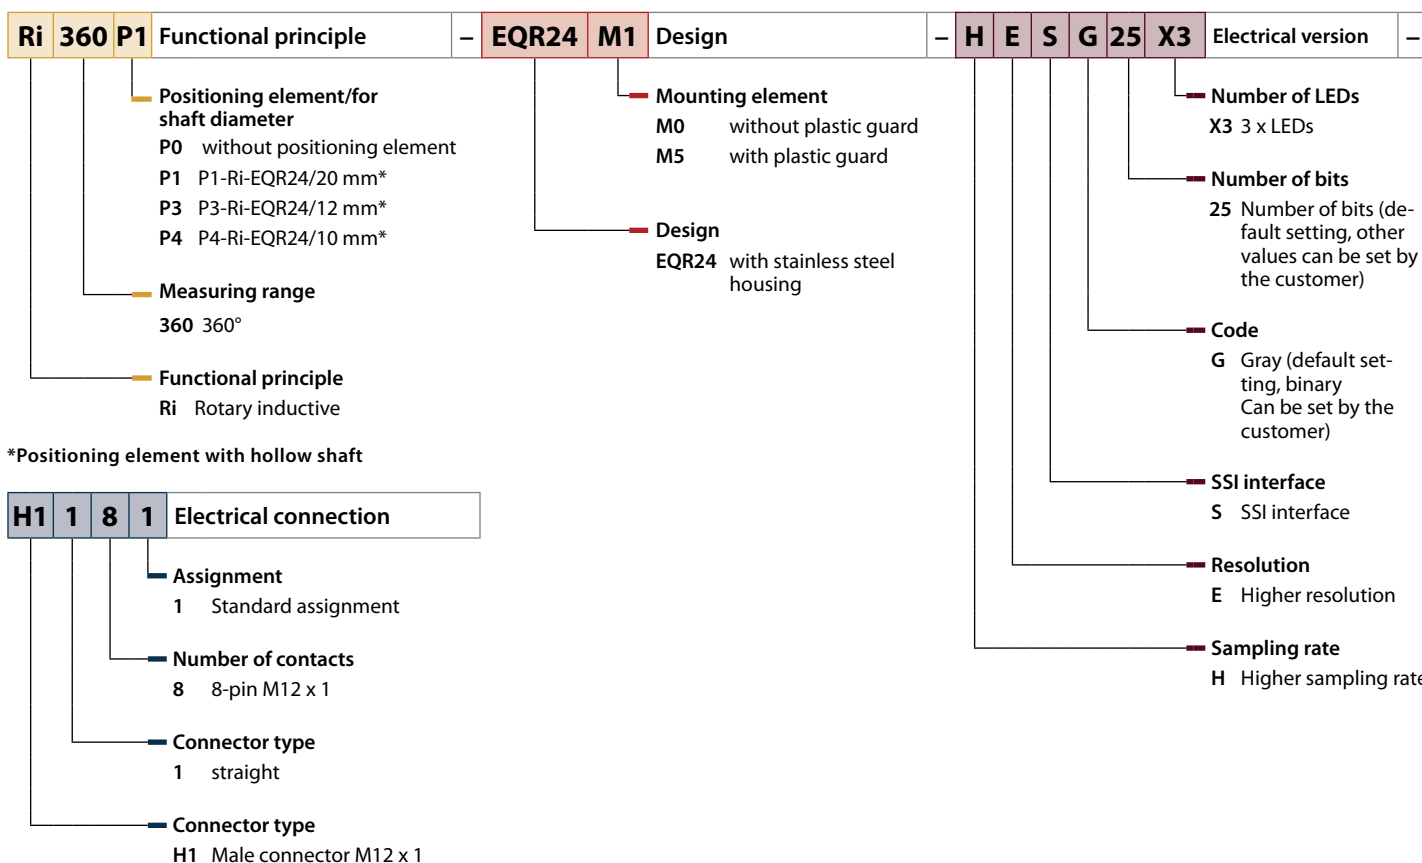 Ri 360 P1 Functional principle – EQR24 M1 Design – H E S G 25 X3 Electrical version –
Positioning element/for
shaft diameter
P0 without positioning element
P1 P1-Ri-EQR24/20 mm*
P3 P3-Ri-EQR24/12 mm*
P4 P4-Ri-EQR24/10 mm*
Measuring range
360 360°
Functional principle
Ri Rotary inductive
*Positioning element with hollow shaft
Mounting element
M0 without plastic guard
M5 with plastic guard
Design
EQR24 with stainless steel
housing
Number of LEDs
X3 3 x LEDs
Number of bits
25 Number of bits (de-
fault setting, other
values can be set by
the customer)
Code
G Gray (default set-
ting, binary
Can be set by the
customer)
SSI interface
S SSI interface
Resolution
E Higher resolution
Sampling rate
H Higher sampling rate
H1 1 8 1 Electrical connection
Assignment
1 Standard assignment
Number of contacts
8 8-pin M12 x 1
Connector type
1 straight
Connector type
H1 Male connector M12 x 1